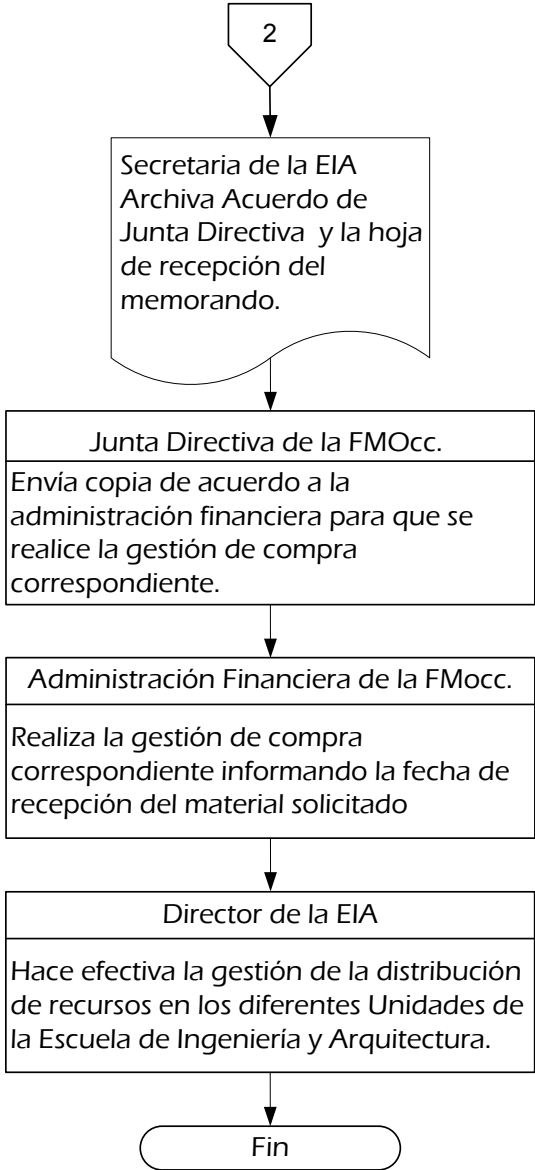 2
Secretaria de la EIA
Archiva Acuerdo de
Junta Directiva y la hoja
de recepción del
memorando.
Junta Directiva de la FMOcc.
Envía copia de acuerdo a la
administración financiera para que se
realice la gestión de compra
correspondiente.
Administración Financiera de la FMocc.
Realiza la gestión de compra
correspondiente informando la fecha de
recepción del material solicitado
Director de la EIA
Hace efectiva la gestión de la distribución
de recursos en los diferentes Unidades de
la Escuela de Ingeniería y Arquitectura.
Fin